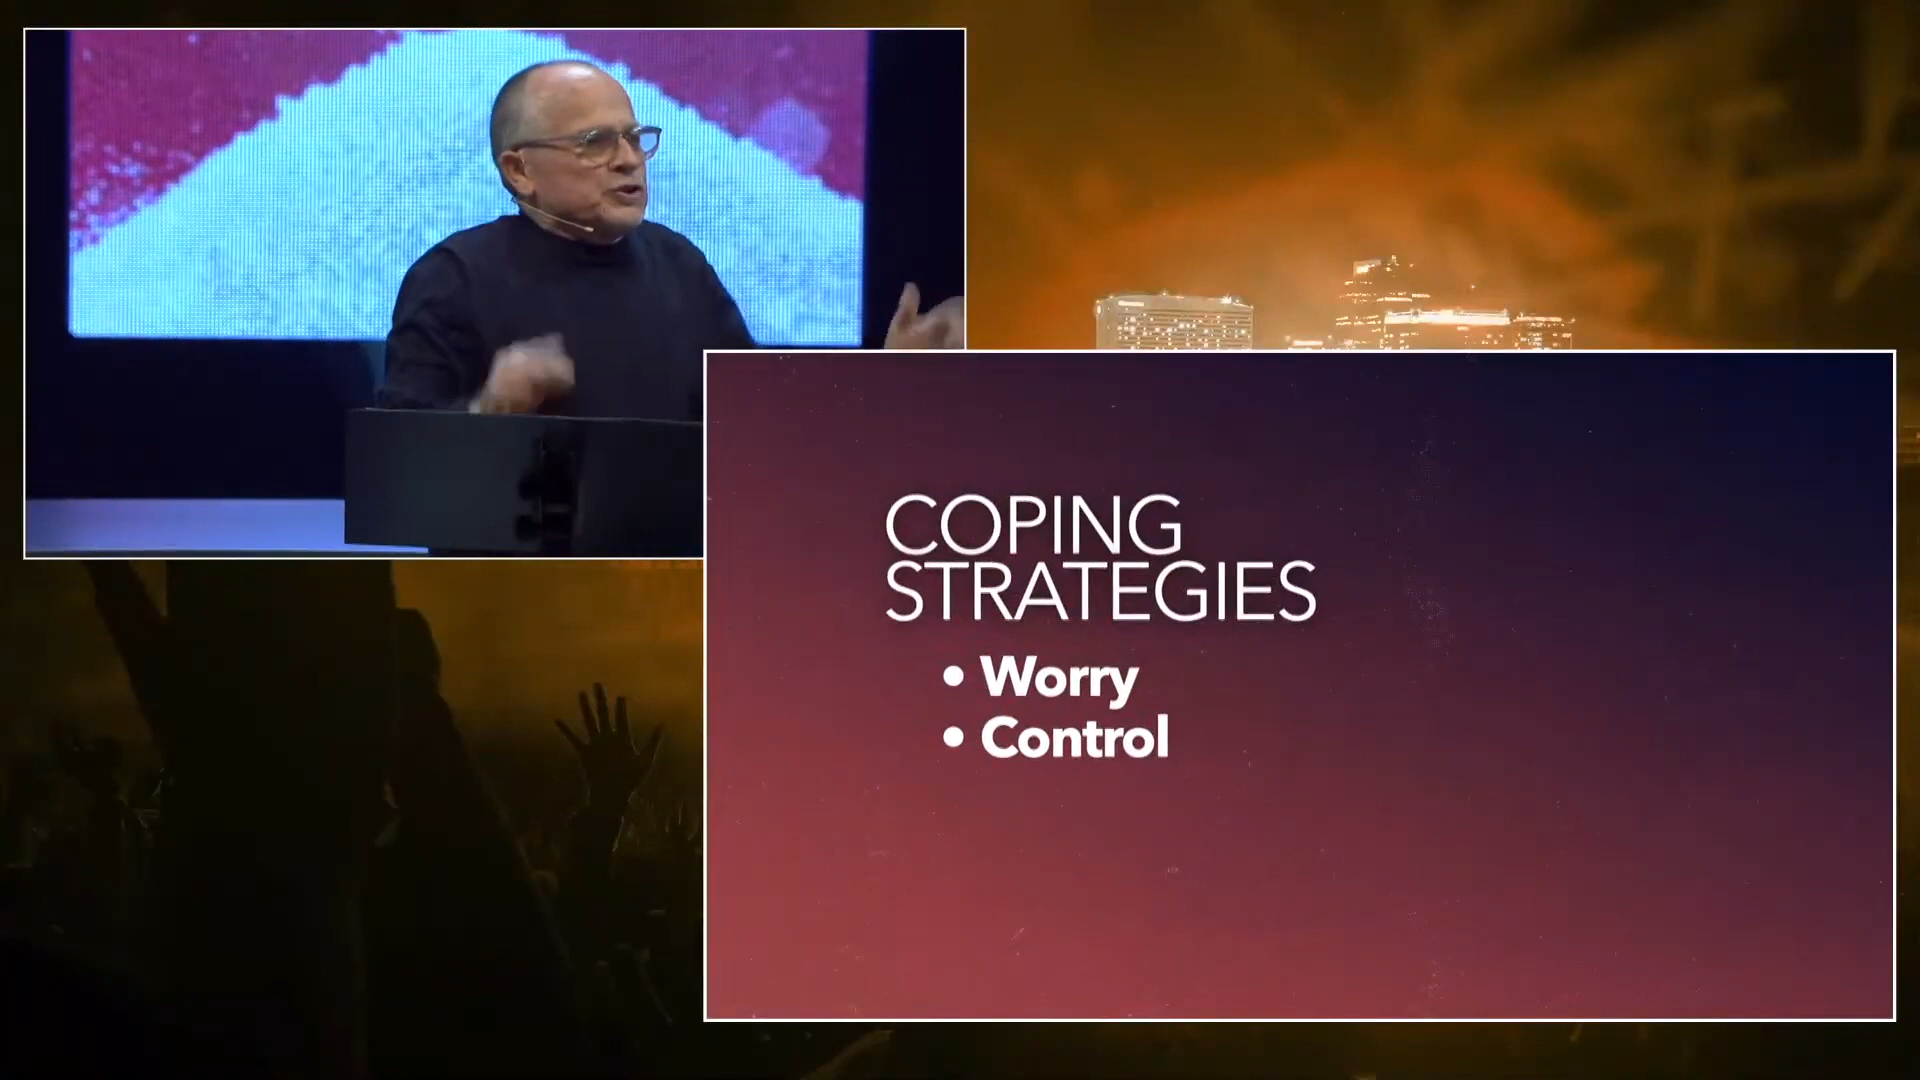 COPING
STRATEGIES
• Worry
• Control